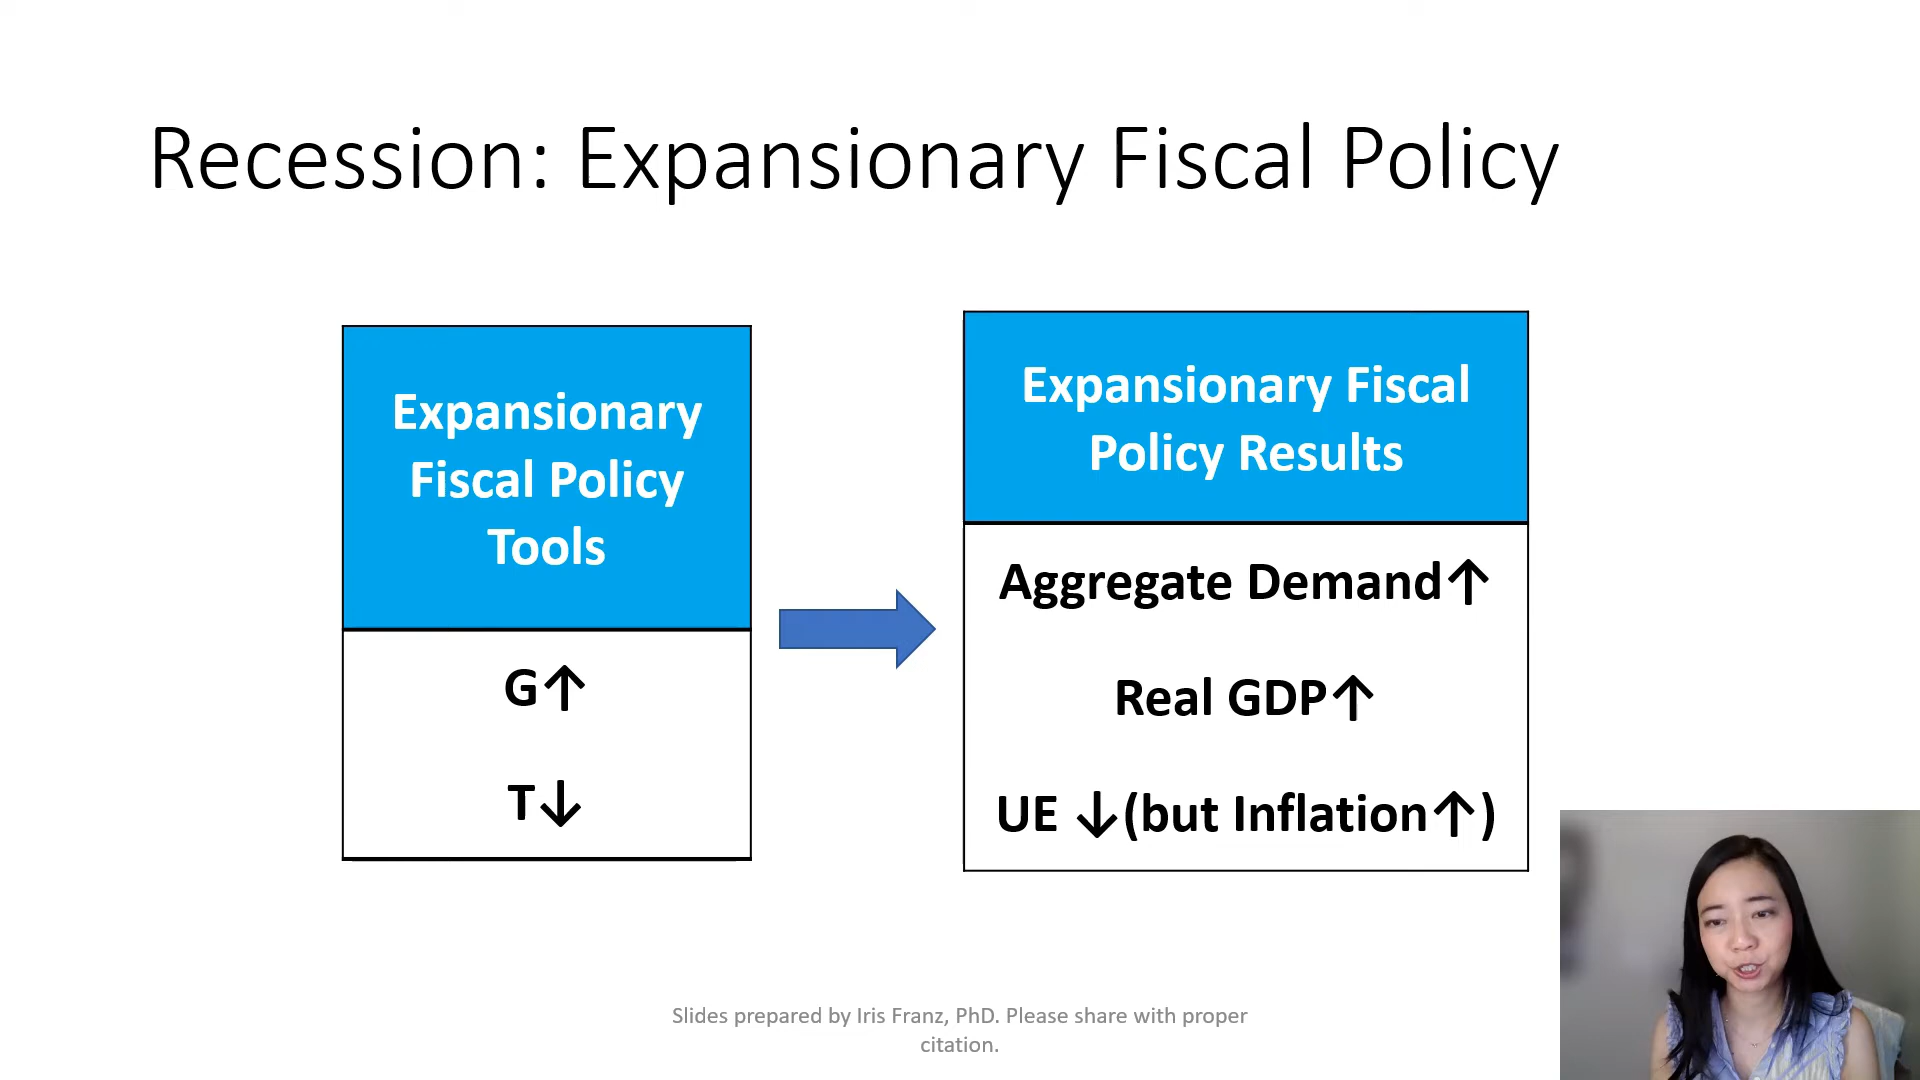 Recession: Expansionary Fiscal Policy
Expansionary
Fiscal Policy
Tools
G↑
T↓
Expansionary Fiscal
Policy Results
Aggregate Demand↑
Real GDP↑
UE ↓(but Inflation↑)
Slides prepared by Iris Franz, PhD. Please share with proper
citation.